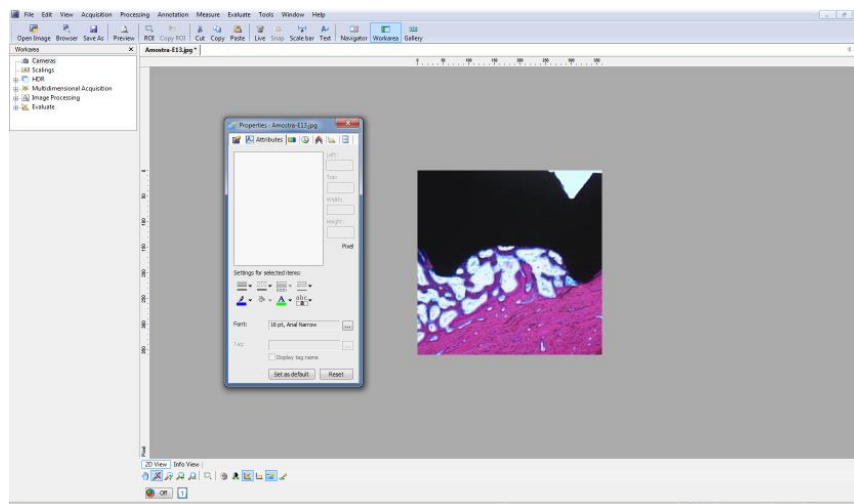 File Edit View Acquisition Processing Annotation Measure Evaluate Tools Window Help
Open Image Browser Save As Preview ROI Copy ROI Cut Copy Paste Live Snap Scale bar Text Navigator Workarea Gallery
Workarea
Amostra-E13.jpg *
Cameras
Scalings
HDR
Multidimensional Acquisition
Image Processing
Evaluate
Properties - Amostra-E13.jpg
Attributes
Left:
Top:
Width:
Height:
Pixel
Settings for selected items:
abc
Font: 18 pt, Arial Narrow ...
Display tag name
Set as default Reset
Pixel
2D View Info View
Off 1